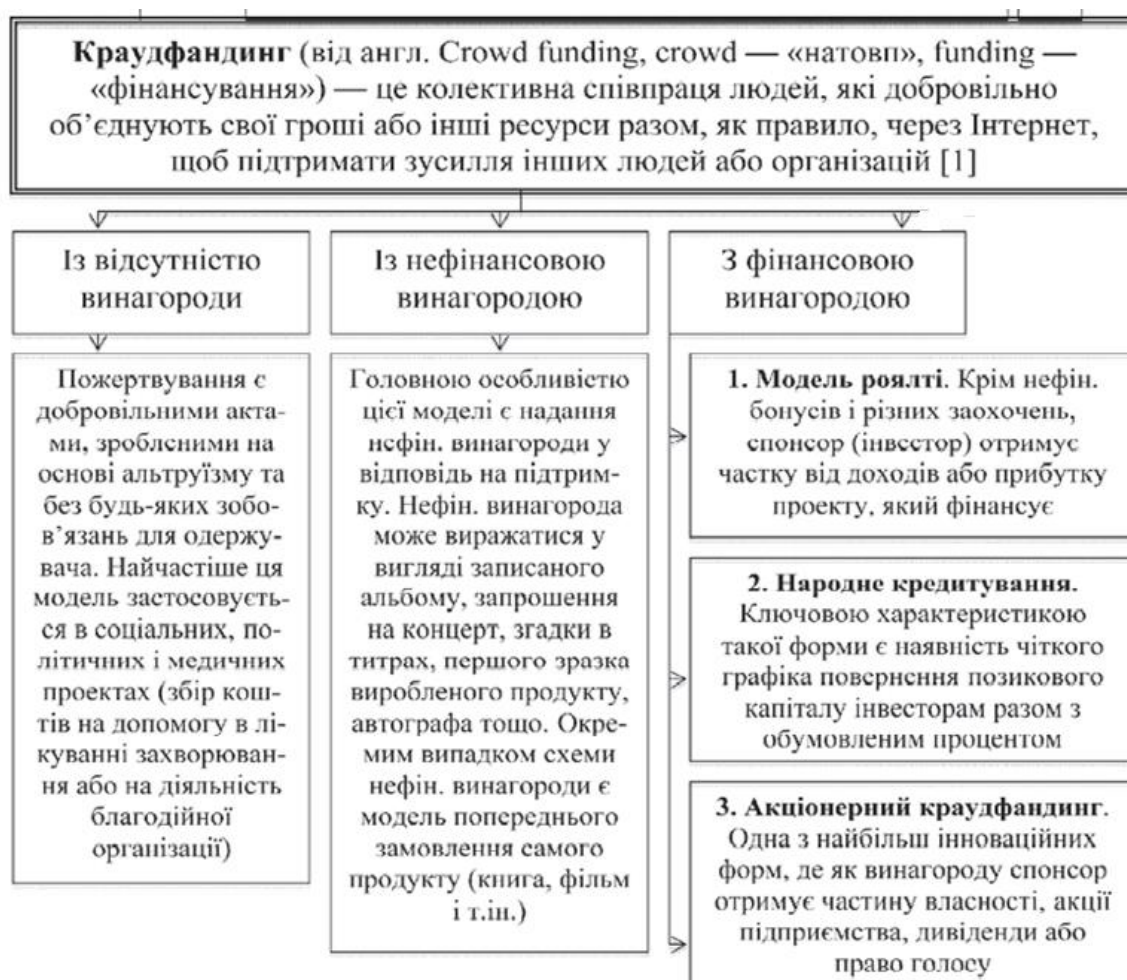 Краудфандинг (від англ. Crowd funding, crowd — «натовп», funding —
«фінансування») — це колективна співпраця людей, які добровільно
об’єднують свої гроші або інші ресурси разом, як правило, через Інтернет,
щоб підтримати зусилля інших людей або організацій [1]
Із відсутністю
винагороди
Пожертвування є
добровільними акта-
ми, зробленими на
основі альтруїзму та
без будь-яких зобо-
в’язань для одержу-
вача. Найчастіше ця
модель застосовуєть-
ся в соціальних, по-
літичних і медичних
проектах (збір кош-
тів на допомогу в лі-
куванні захворюван-
ня або на діяльність
благодійної
організації)
Із нефінансовою
винагородою
Головною особливістю
цієї моделі є надання
нефін. винагороди у
відповідь на підтрим-
ку. Нефін. винагорода
може виражатися у
вигляді записаного
альбому, запрошення
на концерт, згадки в
титрах, першого зразка
виробленого продукту,
автографа тощо. Окре-
мим випадком схеми
нефін. винагороди є
модель попереднього
замовлення самого
продукту (книга, фільм
і т.ін.)
З фінансовою
винагородою
1. Модель роялті. Крім нефін.
бонусів і різних заохочень,
спонсор (інвестор) отримує
частку від доходів або прибутку
проекту, який фінансує
2. Народне кредитування.
Ключовою характеристикою
такої форми є наявність чіткого
графіка повернення позикового
капіталу інвесторам разом з
обумовленим процентом
3. Акціонерний краудфандинг.
Одна з найбільш інноваційних
форм, де як винагороду спонсор
отримує частину власності, акції
підприємства, дивіденди або
право голосу